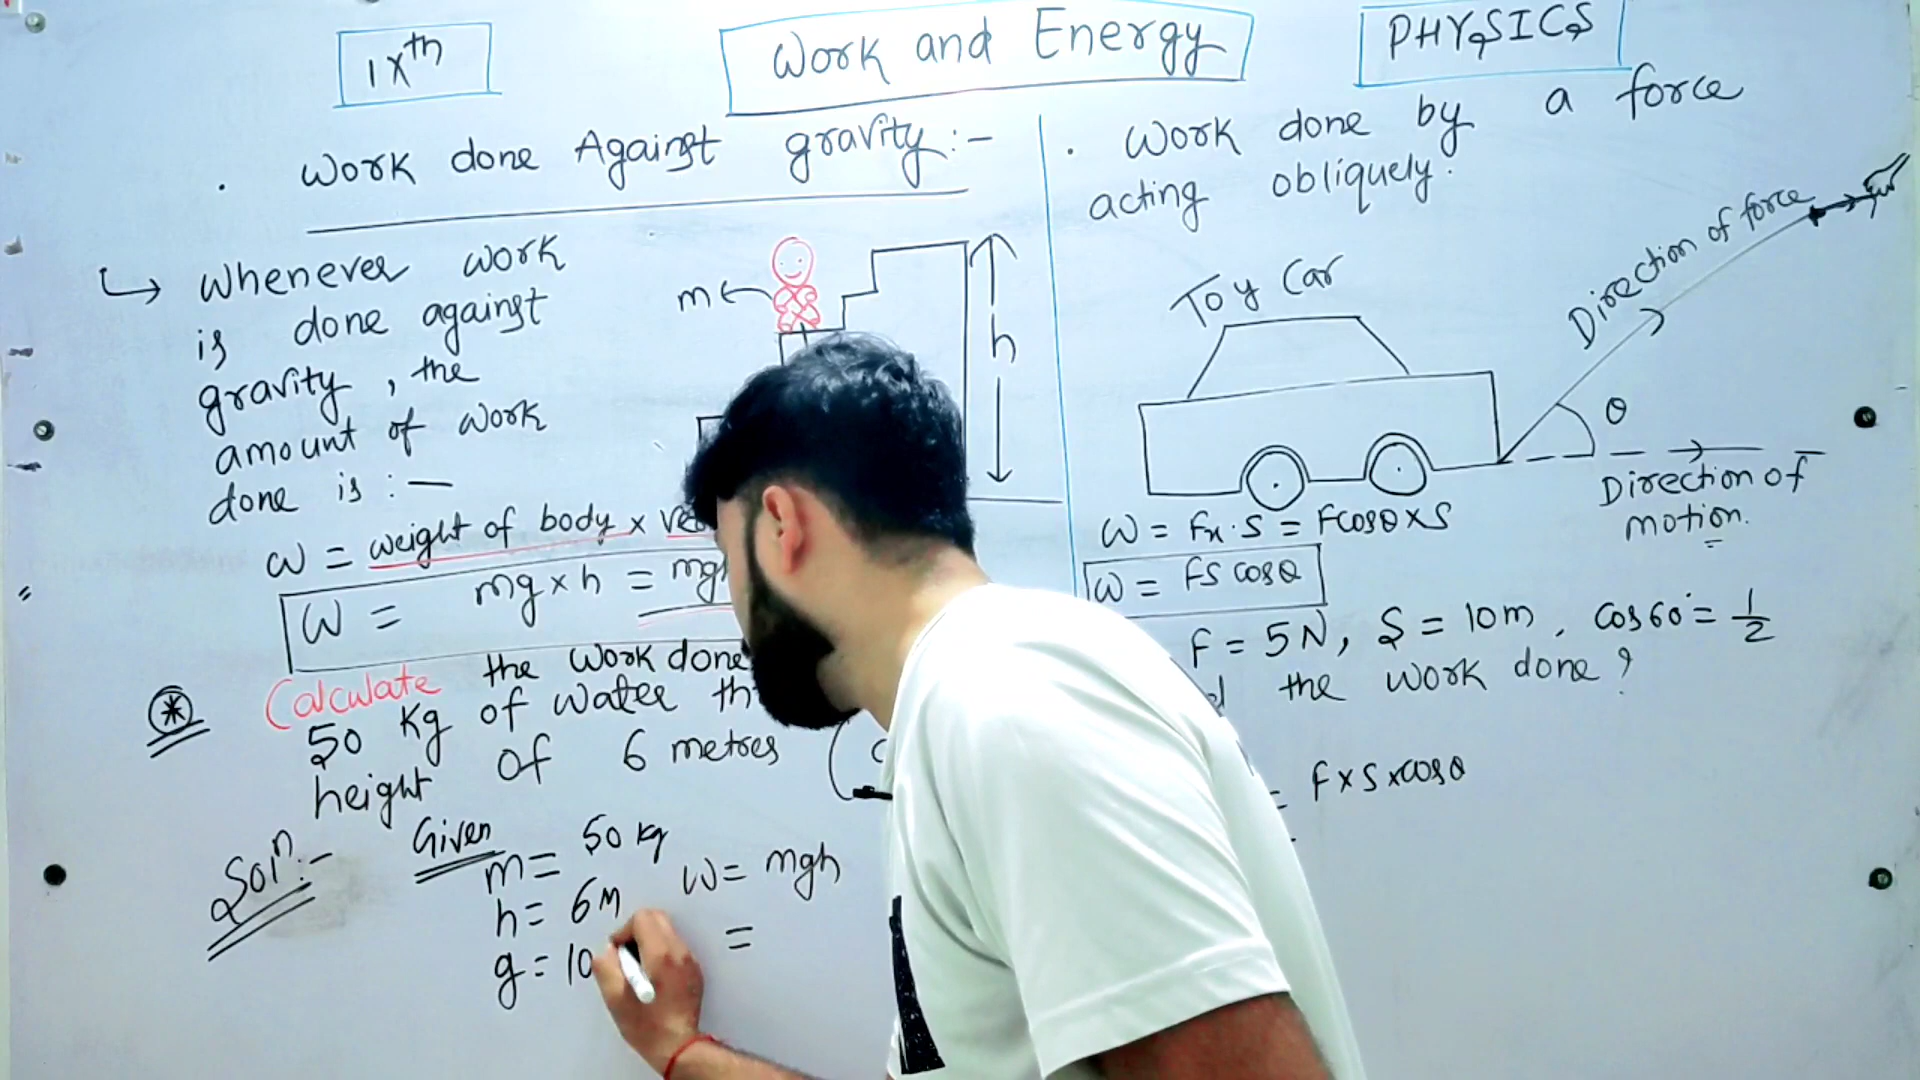 IXth
Work and Energy
PHYSICS
. Work done Against gravity:-
↳ Whenever work
is done against
gravity, the
amount of work
done is :-
W = weight of body ×
W = mg × h = mgh
m
h
⊛ Calculate the work done
50 Kg of water
height of 6 metres
Solⁿ:-
Given
m = 50 kg
h = 6m
g = 10
W = mgh
=
. Work done by a force
acting obliquely.
Toy Car
Direction of force
θ
Direction of
motion.
W = Fx·S = Fcosθ×S
W = FS cosθ
F = 5N, S = 10m, cos60° = 1/2
the work done?
= F×S×cosθ